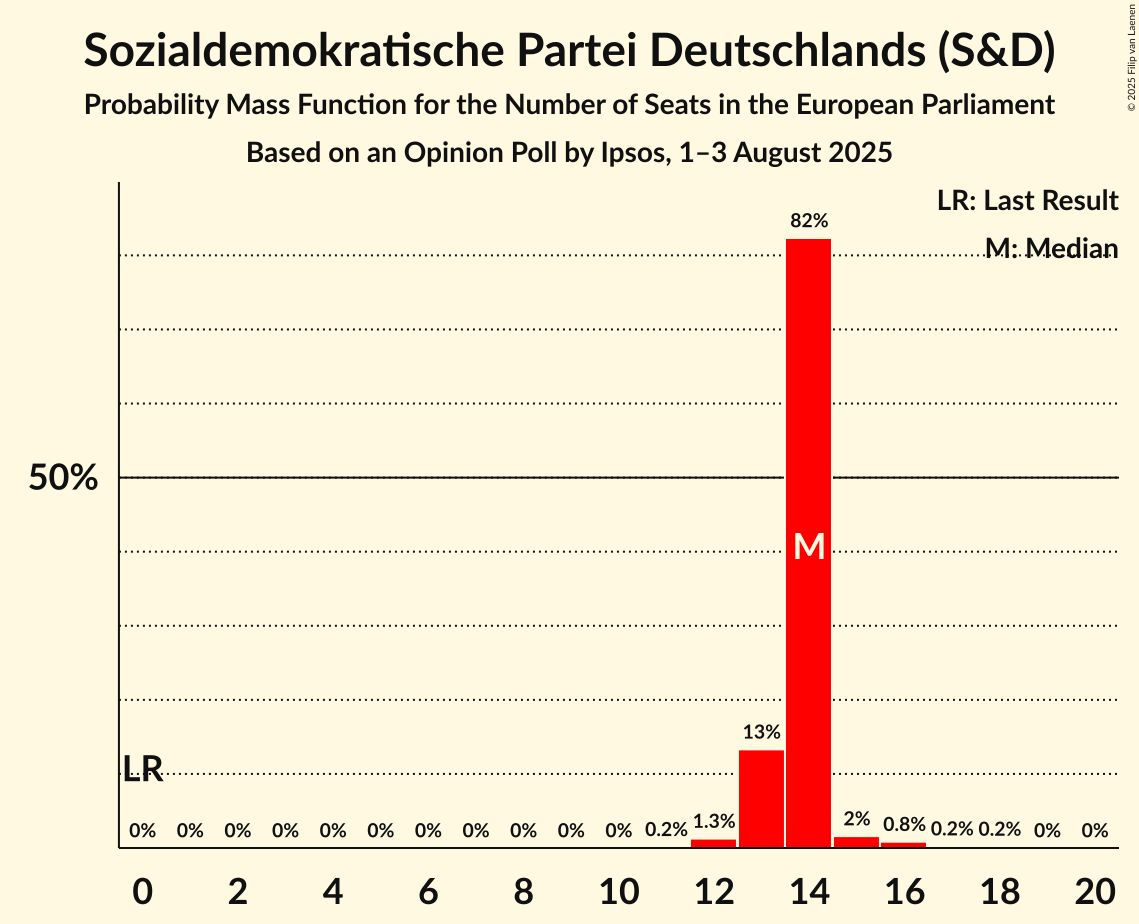 Sozialdemokratische Partei Deutschlands (S&D)
Probability Mass Function for the Number of Seats in the European Parliament
Based on an Opinion Poll by Ipsos, 1–3 August 2025
© 2025 Filip van Laenen
LR: Last Result
M: Median
82%
50%
M
13%
LR
0% 0% 0% 0% 0% 0% 0% 0% 0% 0% 0% 0.2% 1.3% 2% 0.8% 0.2% 0.2% 0% 0%
0 2 4 6 8 10 12 14 16 18 20